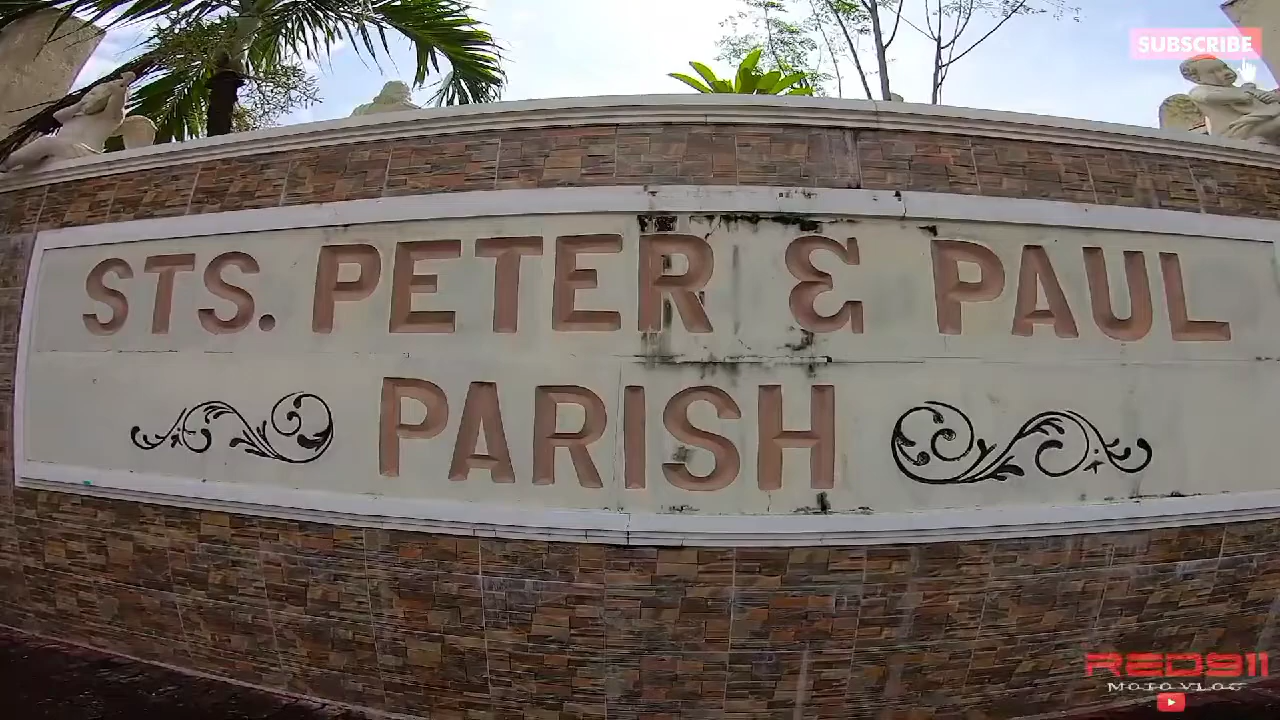 SUBSCRIBE
STS. PETER & PAUL
PARISH
RED911
MOTO VLOG